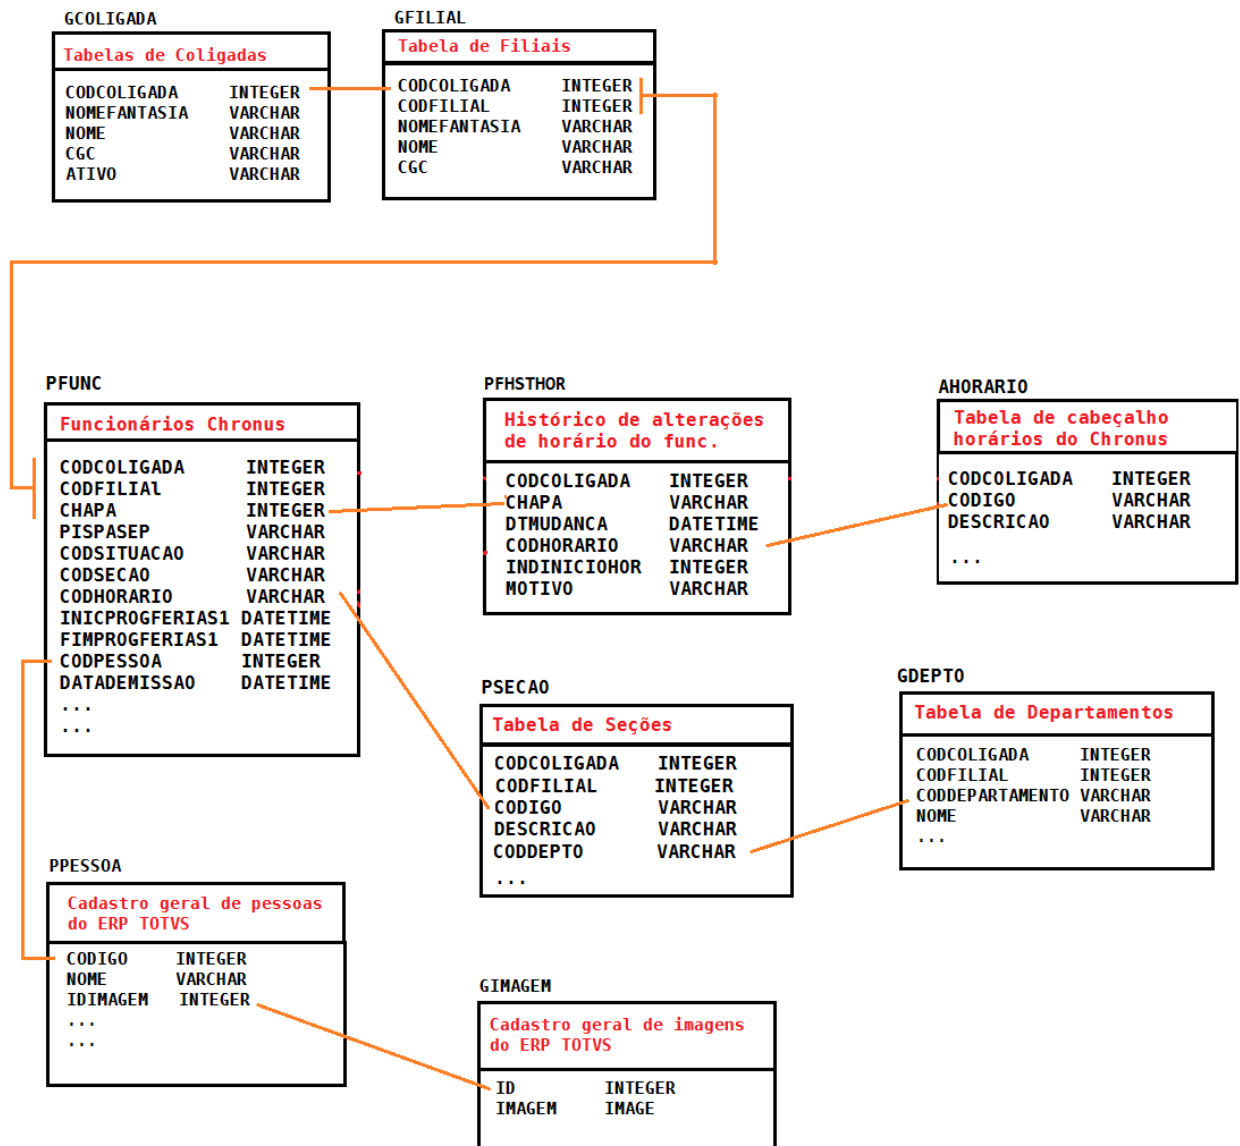 GCOLIGADA
Tabelas de Coligadas
CODCOLIGADA INTEGER
NOMEFANTASIA VARCHAR
NOME VARCHAR
CGC VARCHAR
ATIVO VARCHAR
GFILIAL
Tabela de Filiais
CODCOLIGADA INTEGER
CODFILIAL INTEGER
NOMEFANTASIA VARCHAR
NOME VARCHAR
CGC VARCHAR
PFUNC
Funcionários Chronus
CODCOLIGADA INTEGER
CODFILIAl INTEGER
CHAPA INTEGER
PISPASEP VARCHAR
CODSITUACAO VARCHAR
CODSECAO VARCHAR
CODHORARIO VARCHAR
INICPROGFERIAS1 DATETIME
FIMPROGFERIAS1 DATETIME
CODPESSOA INTEGER
DATADEMISSAO DATETIME
...
...
PFHSTHOR
Histórico de alterações
de horário do func.
CODCOLIGADA INTEGER
CHAPA VARCHAR
DTMUDANCA DATETIME
CODHORARIO VARCHAR
INDINICIOHOR INTEGER
MOTIVO VARCHAR
AHORARIO
Tabela de cabeçalho
horários do Chronus
CODCOLIGADA INTEGER
CODIGO VARCHAR
DESCRICAO VARCHAR
...
PSECAO
Tabela de Seções
CODCOLIGADA INTEGER
CODFILIAL INTEGER
CODIGO VARCHAR
DESCRICAO VARCHAR
CODDEPTO VARCHAR
...
GDEPTO
Tabela de Departamentos
CODCOLIGADA INTEGER
CODFILIAL INTEGER
CODDEPARTAMENTO VARCHAR
NOME VARCHAR
...
PPESSOA
Cadastro geral de pessoas
do ERP TOTVS
CODIGO INTEGER
NOME VARCHAR
IDIMAGEM INTEGER
...
...
GIMAGEM
Cadastro geral de imagens
do ERP TOTVS
ID INTEGER
IMAGEM IMAGE